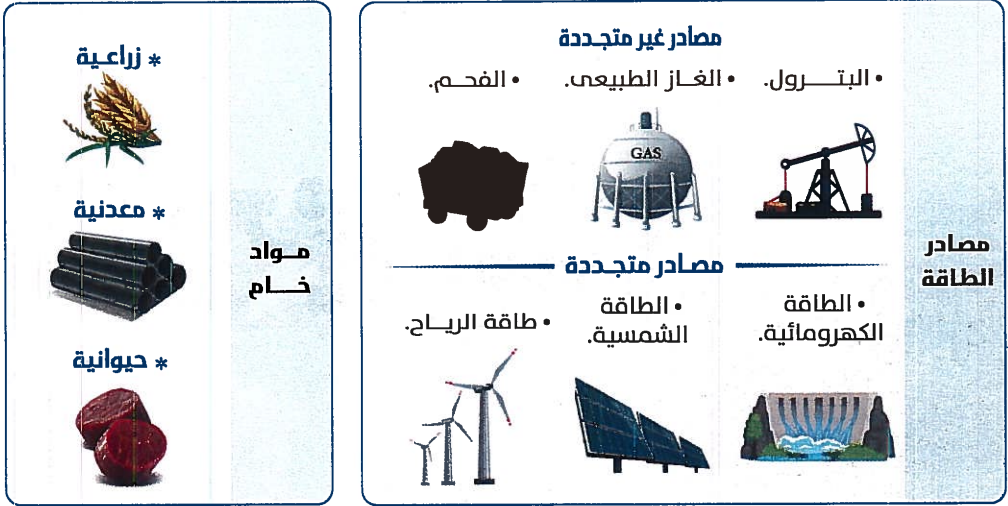 مصادر الطاقة
مصادر غير متجددة
• البترول.
• الغاز الطبيعى.
• الفحم.
GAS
مصادر متجددة
• الطاقة
الكهرومائية.
• الطاقة
الشمسية.
• طاقة الرياح.
مواد
خام
* زراعية
* معدنية
* حيوانية